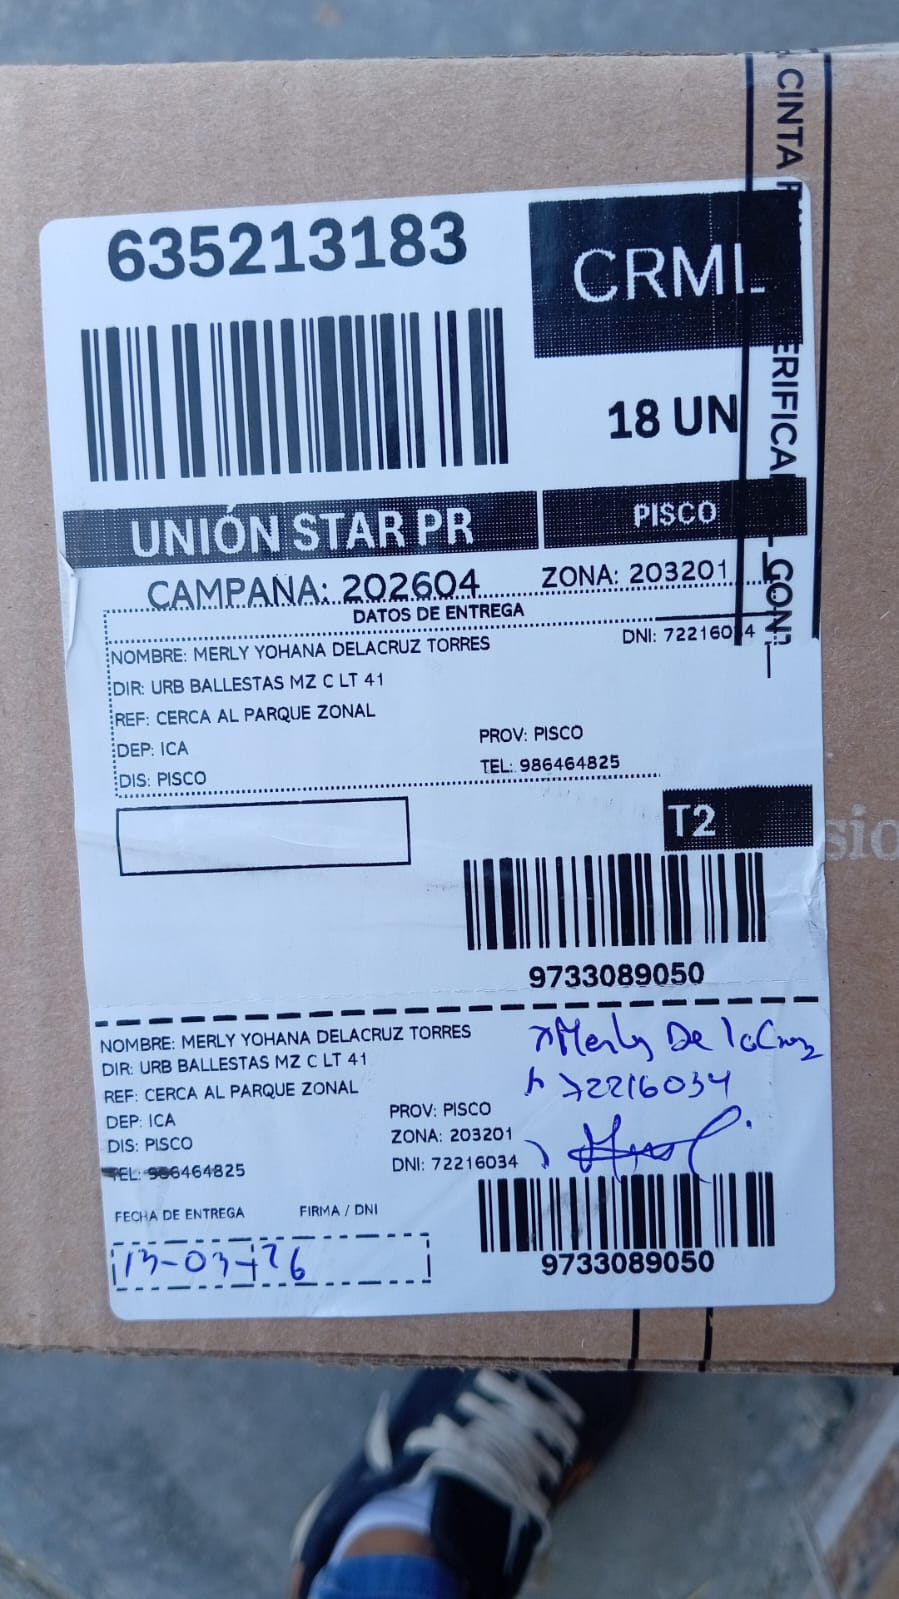 635213183
CRML
18 UN
UNIÓN STAR PR
PISCO
CAMPAÑA: 202604
ZONA: 203201
DATOS DE ENTREGA
NOMBRE: MERLY YOHANA DELACRUZ TORRES
DNI: 72216034
DIR: URB BALLESTAS MZ C LT 41
REF: CERCA AL PARQUE ZONAL
DEP: ICA
PROV: PISCO
DIS: PISCO
TEL: 986464825
T2
9733089050
NOMBRE: MERLY YOHANA DELACRUZ TORRES
DIR: URB BALLESTAS MZ C LT 41
REF: CERCA AL PARQUE ZONAL
DEP: ICA
PROV: PISCO
DIS: PISCO
ZONA: 203201
TEL: 986464825
DNI: 72216034
Merly De la Cruz
72216034
FECHA DE ENTREGA
FIRMA / DNI
13-03-26
9733089050
CINTA
ERIFICA
CON
sio